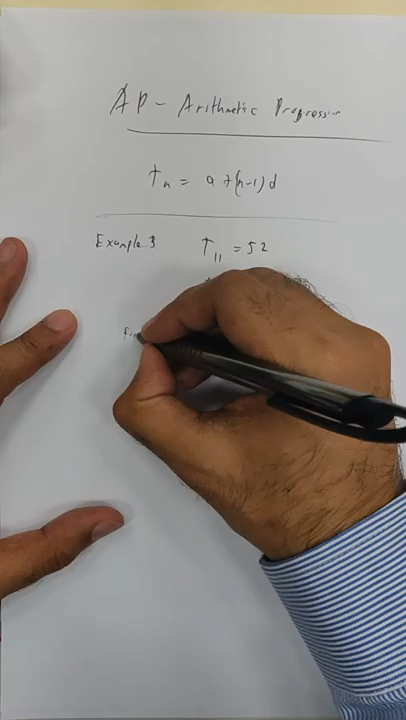 AP - Arithmetic Progression
Tn = a + (n-1)d
Example 3 T11 = 52